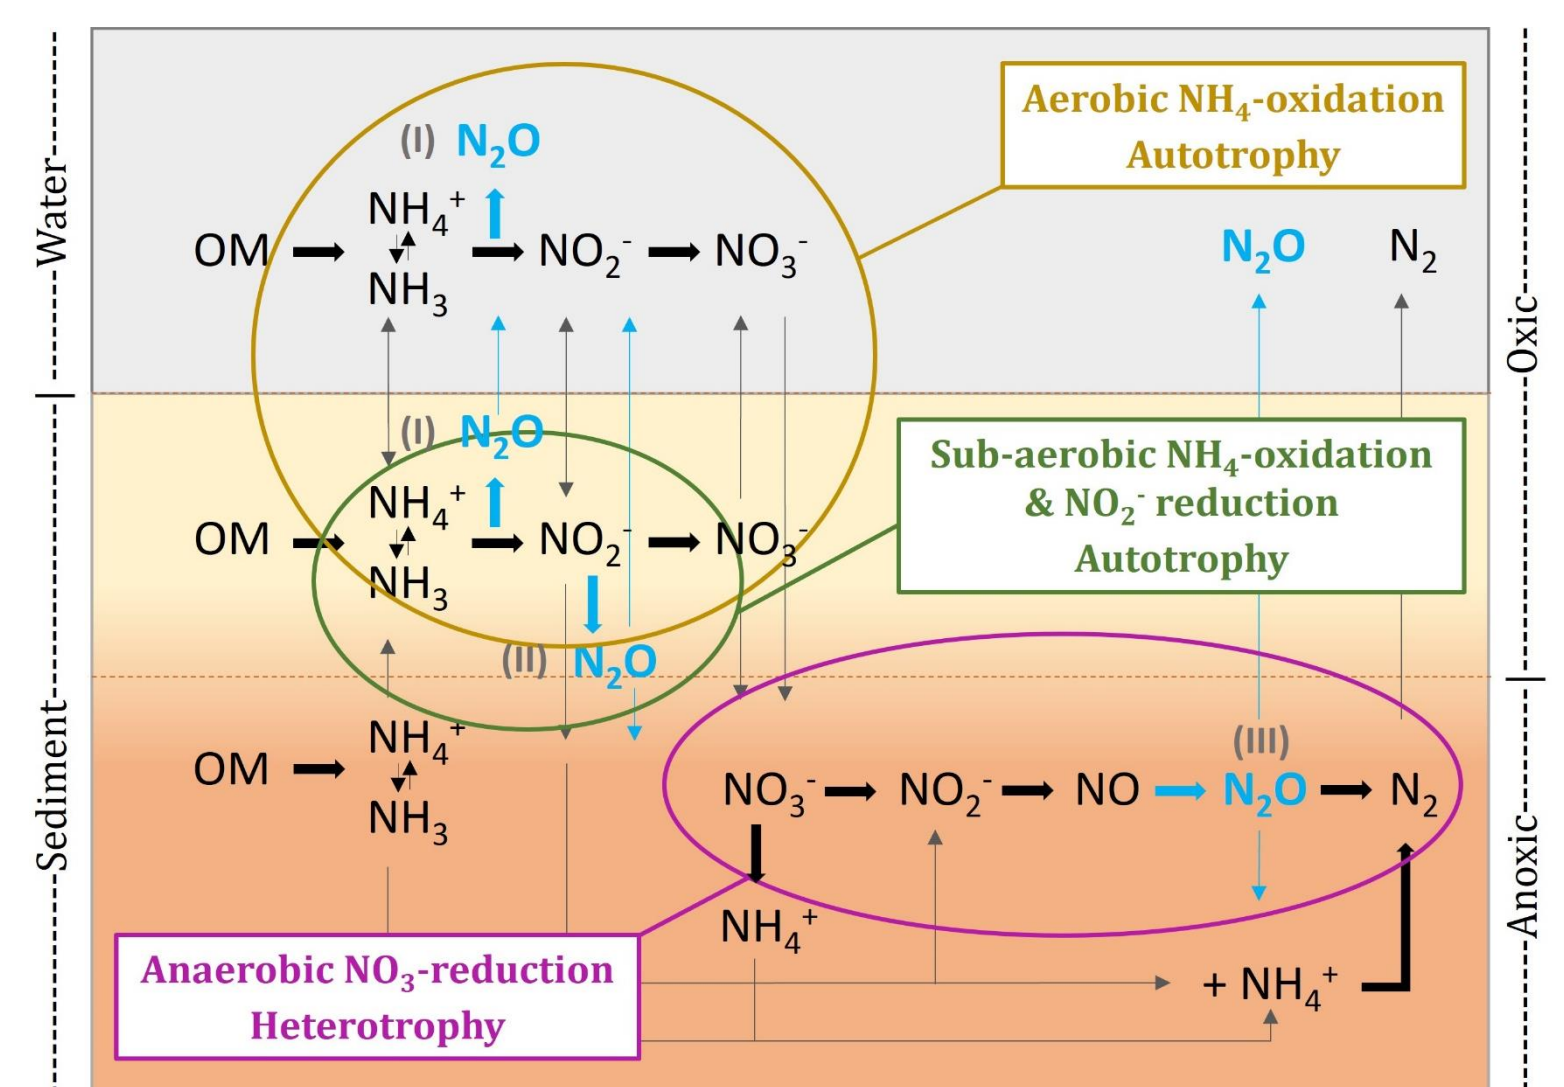 Water
Sediment
Oxic
Anoxic
Aerobic NH₄-oxidation
Autotrophy
(I) N₂O
NH₄⁺
OM NO₂⁻ NO₃⁻
NH₃
N₂O N₂
(I) N₂O
Sub-aerobic NH₄-oxidation
& NO₂⁻ reduction
Autotrophy
NH₄⁺
OM NO₂⁻ NO₃⁻
NH₃
(II) N₂O
NH₄⁺
OM
NH₃
(III)
NO₃⁻ NO₂⁻ NO N₂O N₂
NH₄⁺
Anaerobic NO₃-reduction
Heterotrophy
+ NH₄⁺